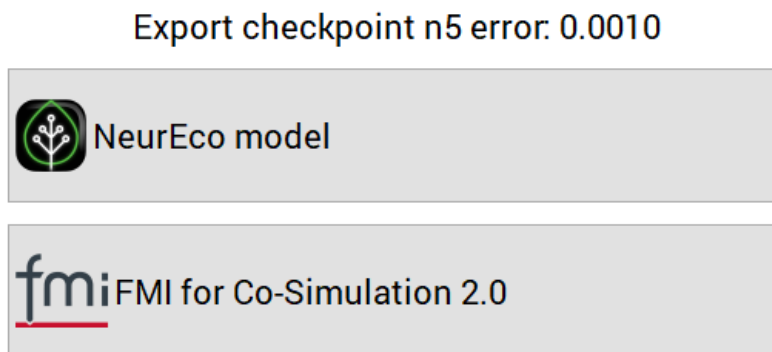 Export checkpoint n5 error: 0.0010
NeurEco model
fmi FMI for Co-Simulation 2.0